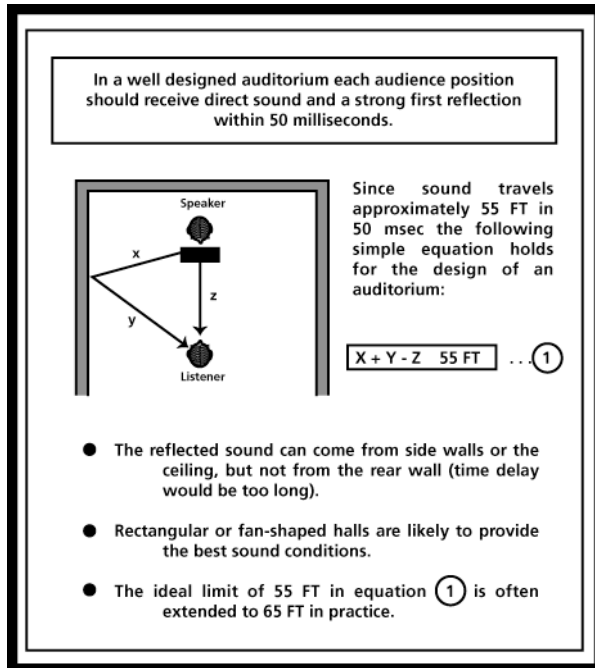 In a well designed auditorium each audience position
should receive direct sound and a strong first reflection
within 50 milliseconds.
Speaker
x
z
y
Listener
Since sound travels
approximately 55 FT in
50 msec the following
simple equation holds
for the design of an
auditorium:
X + Y - Z 55 FT ... 1
● The reflected sound can come from side walls or the
ceiling, but not from the rear wall (time delay
would be too long).
● Rectangular or fan-shaped halls are likely to provide
the best sound conditions.
● The ideal limit of 55 FT in equation 1 is often
extended to 65 FT in practice.